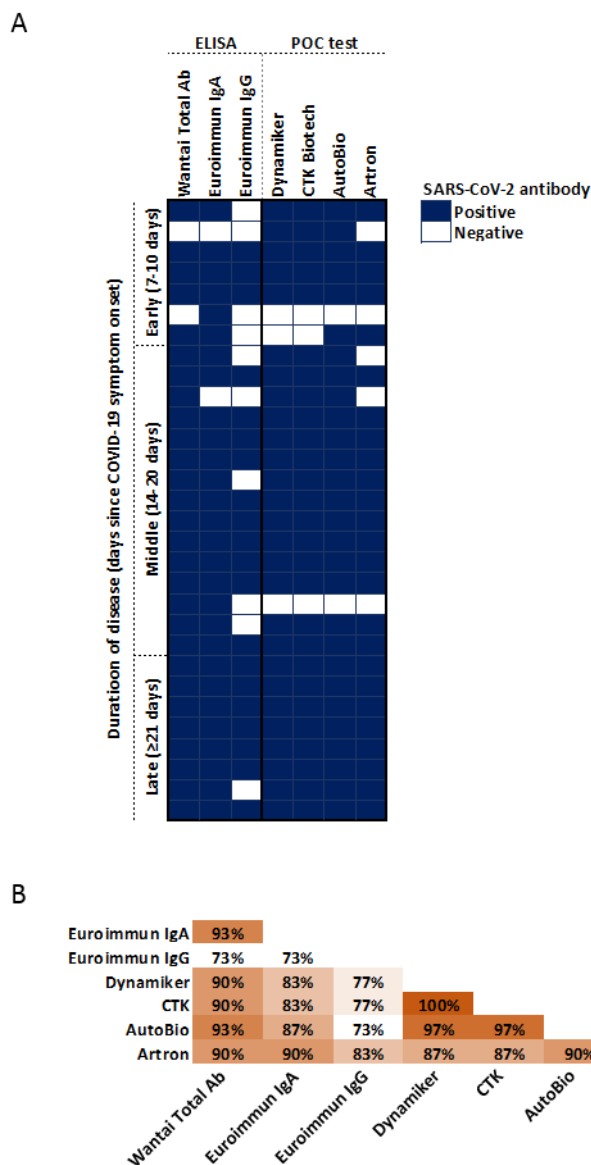 A
ELISA POC test
Wantai Total Ab
Euroimmun IgA
Euroimmun IgG
Dynamiker
CTK Biotech
AutoBio
Artron
SARS-CoV-2 antibody
Positive
Negative
Duratioon of disease (days since COVID-19 symptom onset)
Early (7-10 days)
Middle (14-20 days)
Late (≥21 days)
B
Euroimmun IgA 93%
Euroimmun IgG 73% 73%
Dynamiker 90% 83% 77%
CTK 90% 83% 77% 100%
AutoBio 93% 87% 73% 97% 97%
Artron 90% 90% 83% 87% 87% 90%
Wantai Total Ab
Euroimmun IgA
Euroimmun IgG
Dynamiker
CTK
AutoBio